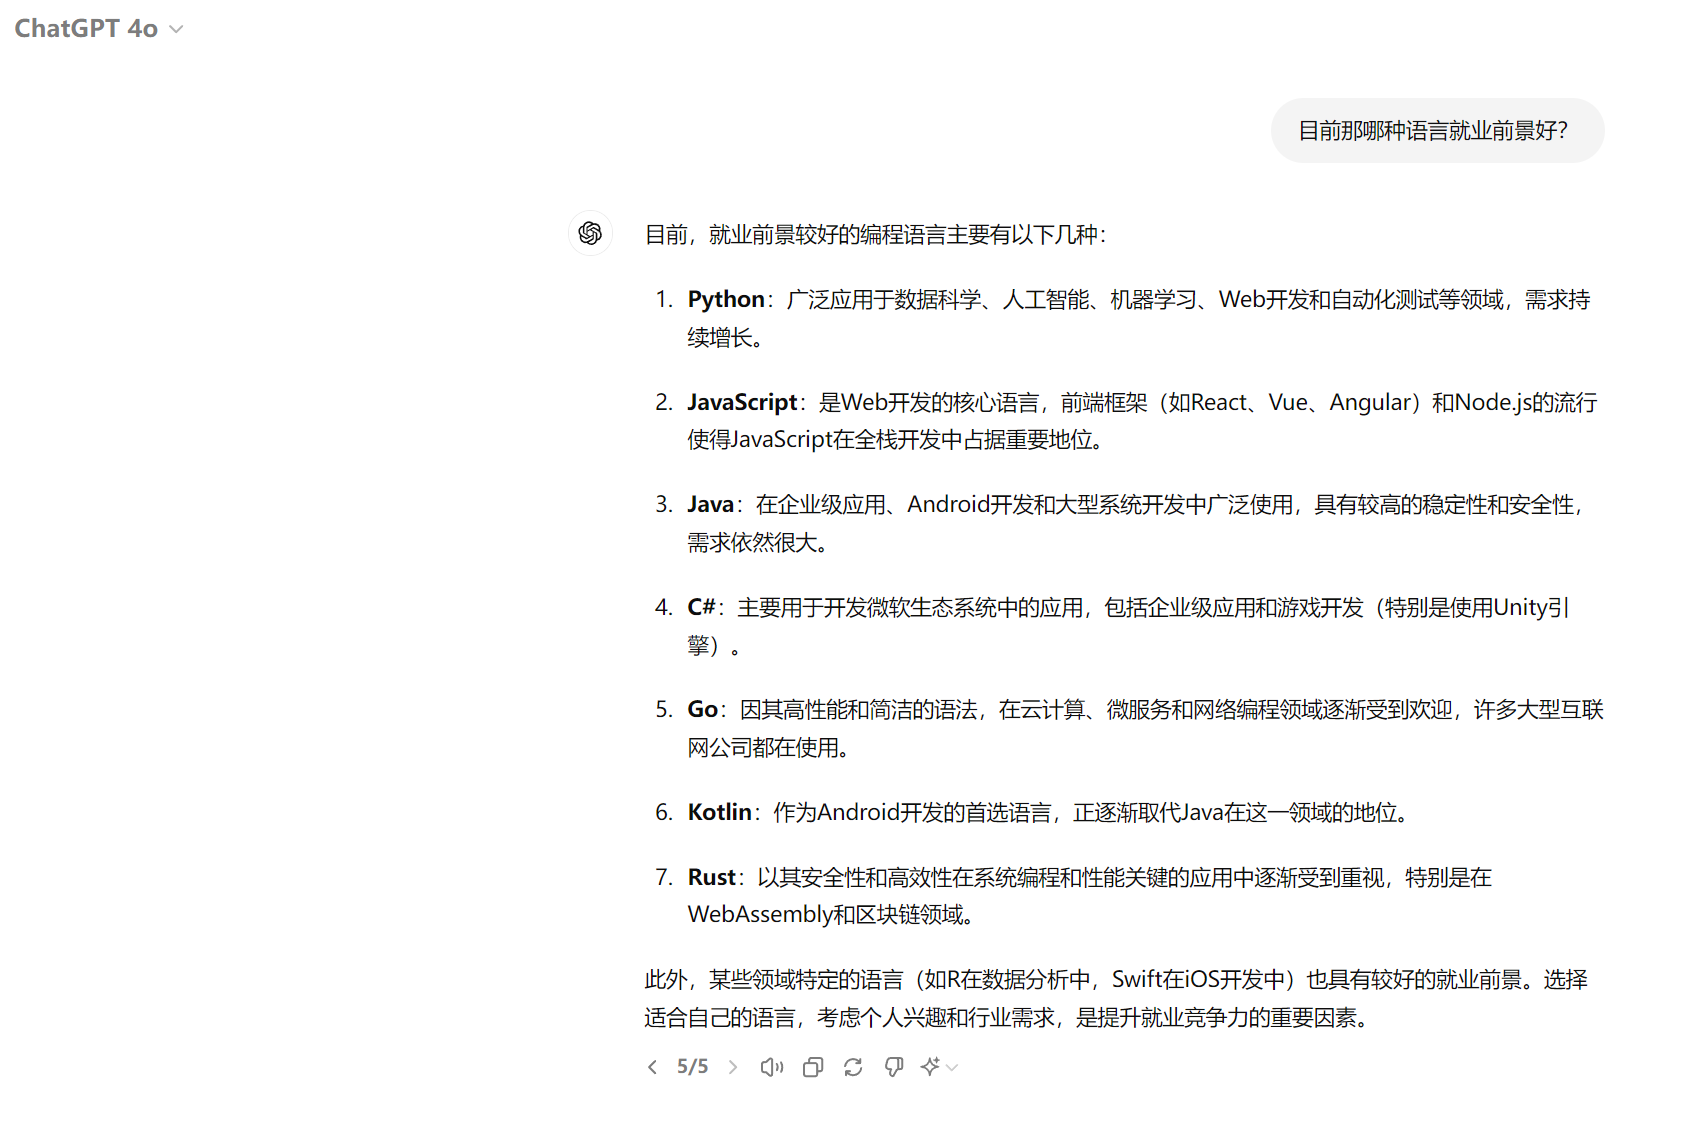 ChatGPT 4o
目前那哪种语言就业前景好？
目前，就业前景较好的编程语言主要有以下几种：
1. Python：广泛应用于数据科学、人工智能、机器学习、Web开发和自动化测试等领域，需求持
续增长。
2. JavaScript：是Web开发的核心语言，前端框架（如React、Vue、Angular）和Node.js的流行
使得JavaScript在全栈开发中占据重要地位。
3. Java：在企业级应用、Android开发和大型系统开发中广泛使用，具有较高的稳定性和安全性，
需求依然很大。
4. C#：主要用于开发微软生态系统中的应用，包括企业级应用和游戏开发（特别是使用Unity引
擎）。
5. Go：因其高性能和简洁的语法，在云计算、微服务和网络编程领域逐渐受到欢迎，许多大型互联
网公司都在使用。
6. Kotlin：作为Android开发的首选语言，正逐渐取代Java在这一领域的地位。
7. Rust：以其安全性和高效性在系统编程和性能关键的应用中逐渐受到重视，特别是在
WebAssembly和区块链领域。
此外，某些领域特定的语言（如R在数据分析中，Swift在iOS开发中）也具有较好的就业前景。选择
适合自己的语言，考虑个人兴趣和行业需求，是提升就业竞争力的重要因素。
5/5